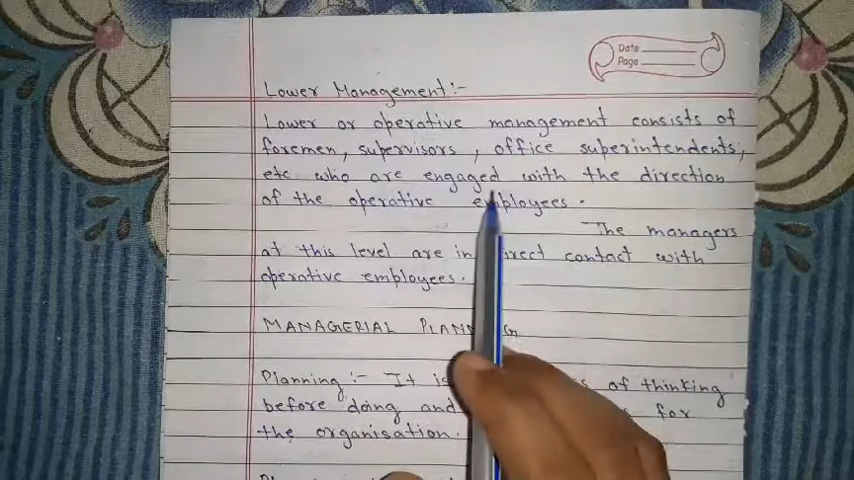 Date
Page
Lower Management :-
Lower or operative management consists of
foremen, supervisors, office superintendents,
etc who are engaged with the direction
of the operative employees.
The managers
at this level are in direct contact with
operative employees.
MANAGERIAL PLANNING
Planning :- It is of thinking
before doing and for
the organisation.